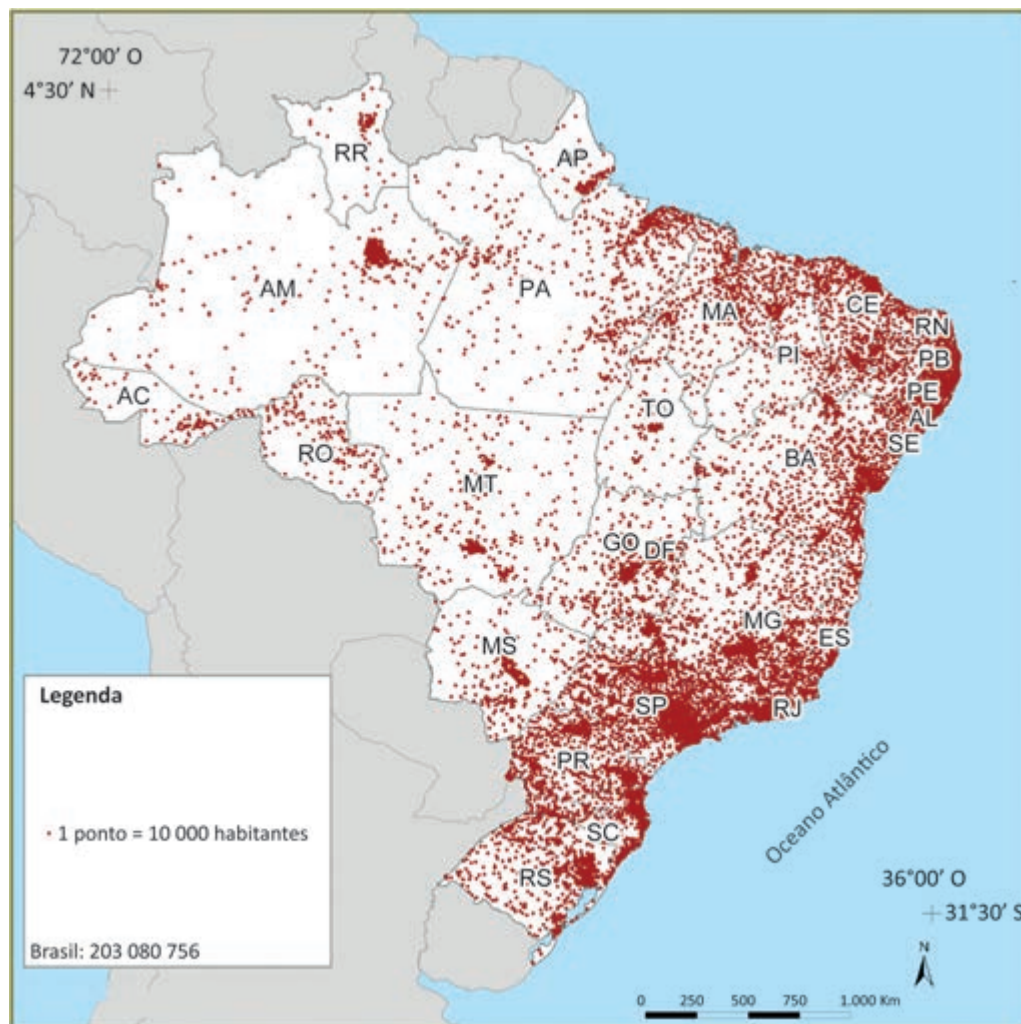 72°00’ O
4°30’ N
RR
AP
AM
PA
MA
CE
RN
PB
PI
PE
AC
TO
AL
SE
RO
BA
MT
GO
DF
MG
ES
MS
SP
RJ
PR
SC
RS
Oceano Atlântico
Legenda
1 ponto = 10 000 habitantes
Brasil: 203 080 756
36°00’ O
31°30’ S
N
0 250 500 750 1.000 Km